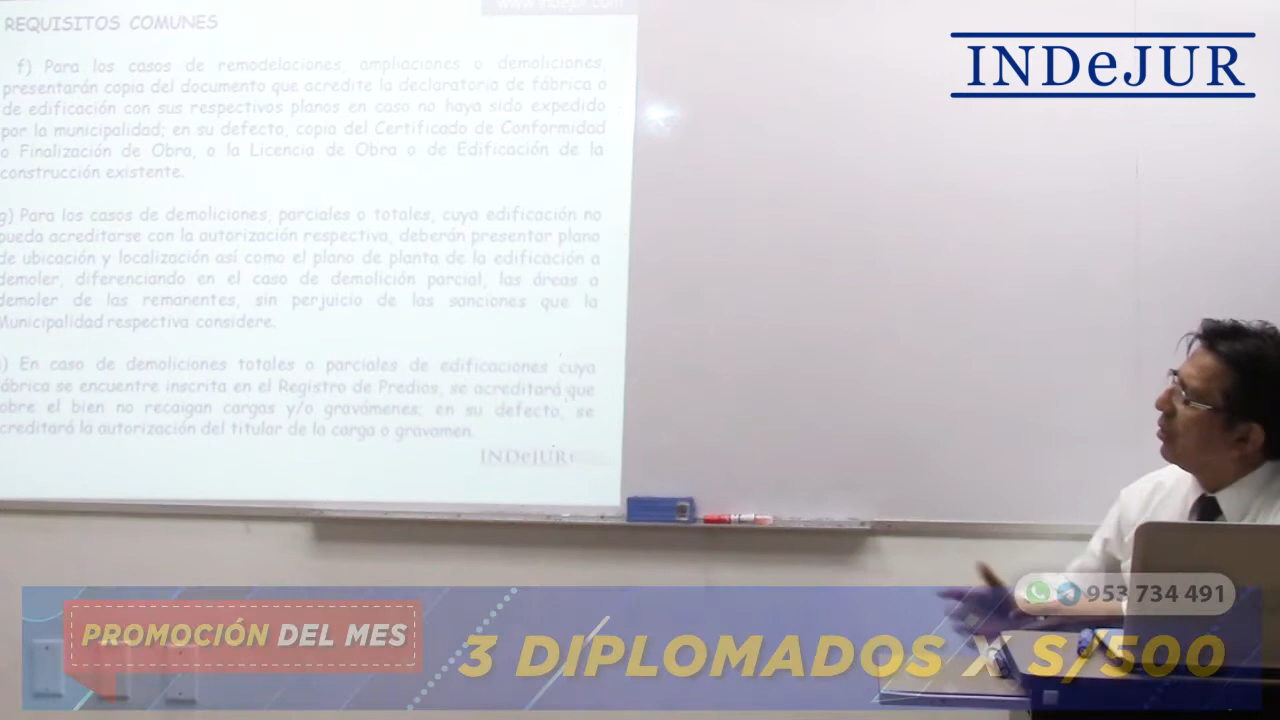 www.indejur.com
REQUISITOS COMUNES
INDeJUR
f) Para los casos de remodelaciones, ampliaciones o demoliciones,
presentarán copia del documento que acredite la declaratoria de fábrica o
de edificación con sus respectivos planos en caso no haya sido expedido
por la municipalidad; en su defecto, copia del Certificado de Conformidad
o Finalización de Obra, o la Licencia de Obra o de Edificación de la
construcción existente.
g) Para los casos de demoliciones, parciales o totales, cuya edificación no
pueda acreditarse con la autorización respectiva, deberán presentar plano
de ubicación y localización así como el plano de planta de la edificación a
demoler, diferenciando en el caso de demolición parcial, las áreas a
demoler de las remanentes, sin perjuicio de las sanciones que la
Municipalidad respectiva considere.
) En caso de demoliciones totales o parciales de edificaciones cuya
ábrica se encuentre inscrita en el Registro de Predios, se acreditará que
obre el bien no recaigan cargas y/o gravámenes; en su defecto, se
creditará la autorización del titular de la carga o gravamen.
INDeJUR
953 734 491
PROMOCIÓN DEL MES
3 DIPLOMADOS X S/500